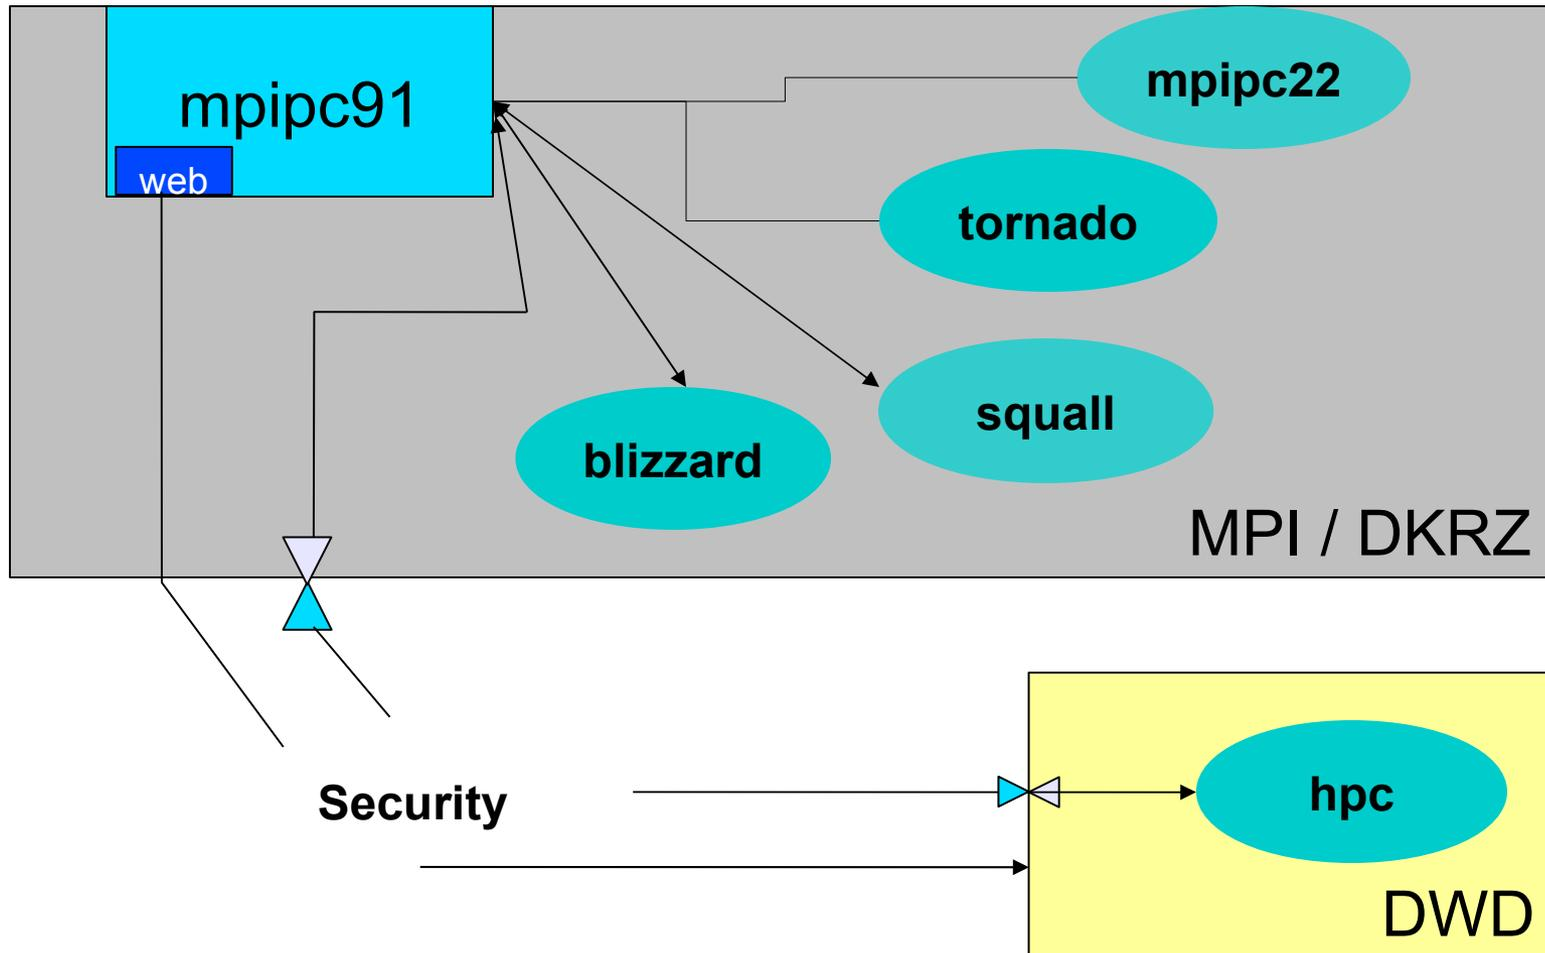 mpipc91
web
mpipc22
tornado
squall
blizzard
MPI / DKRZ
Security
hpc
DWD